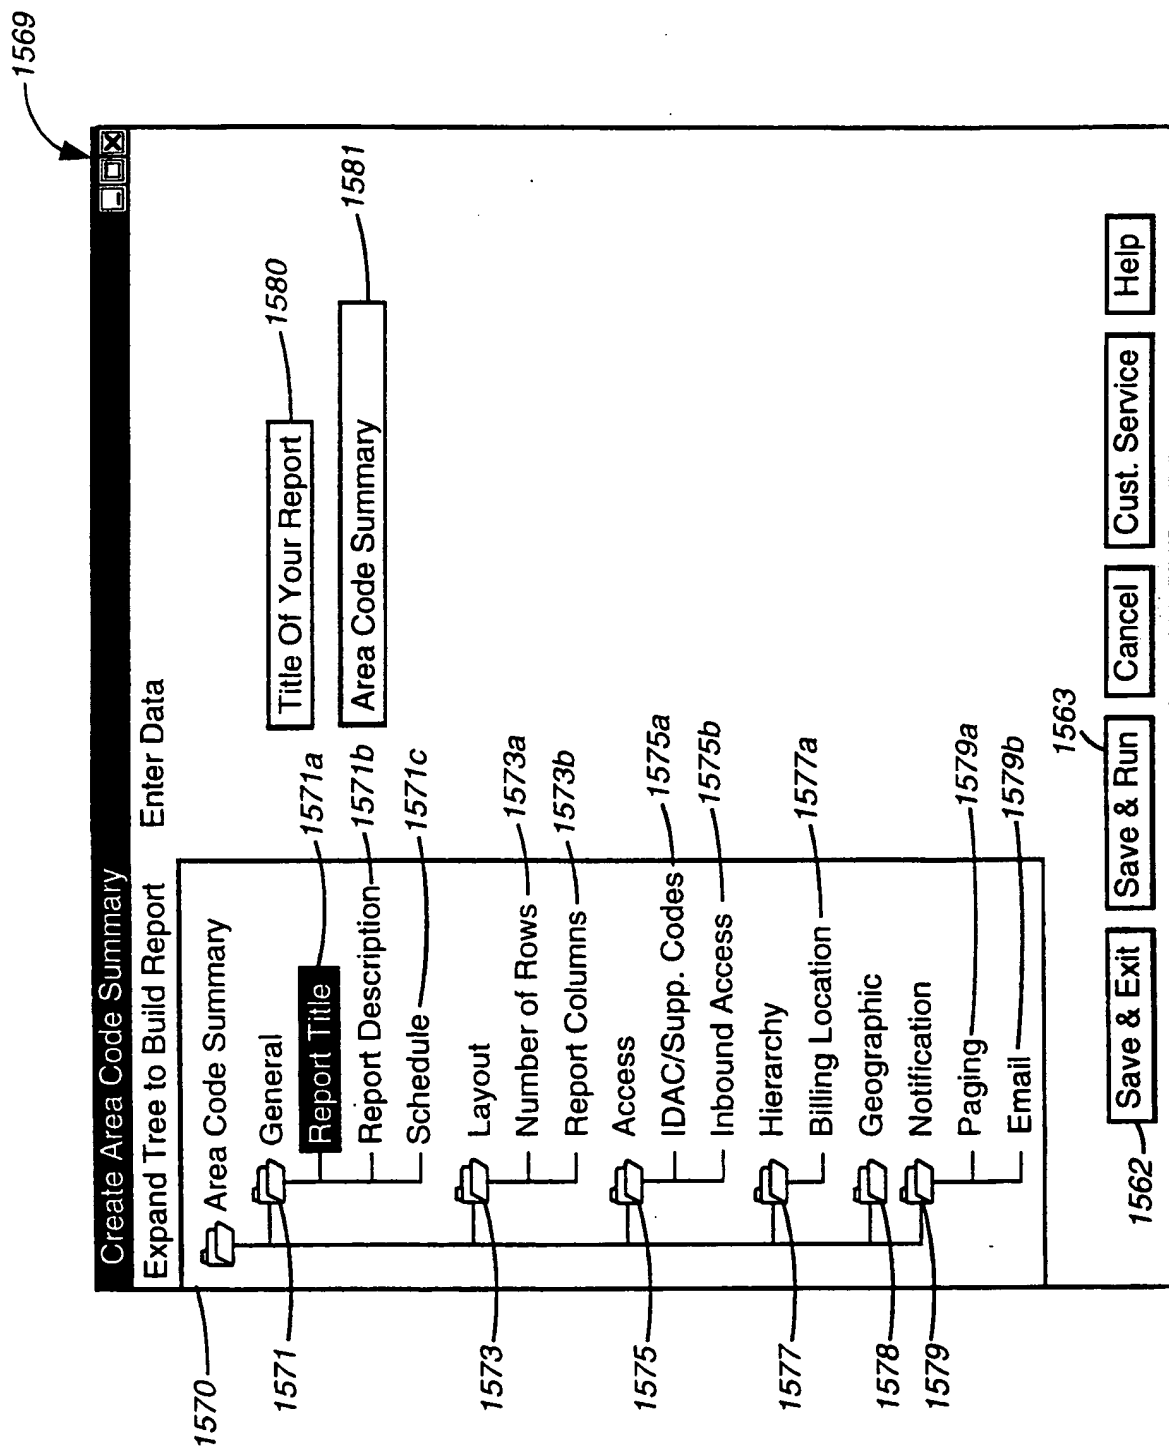 1569
Create Area Code Summary
Expand Tree to Build Report
Enter Data
1570
Area Code Summary
1571
General
Report Title
1571a
Report Description
1571b
Schedule
1571c
Title Of Your Report
1580
Area Code Summary
1581
1573
Layout
Number of Rows
1573a
Report Columns
1573b
1575
Access
IDAC/Supp. Codes
1575a
Inbound Access
1575b
1577
Hierarchy
Billing Location
1577a
1578
Geographic
1579
Notification
Paging
1579a
Email
1579b
1562
Save & Exit
1563
Save & Run
Cancel
Cust. Service
Help